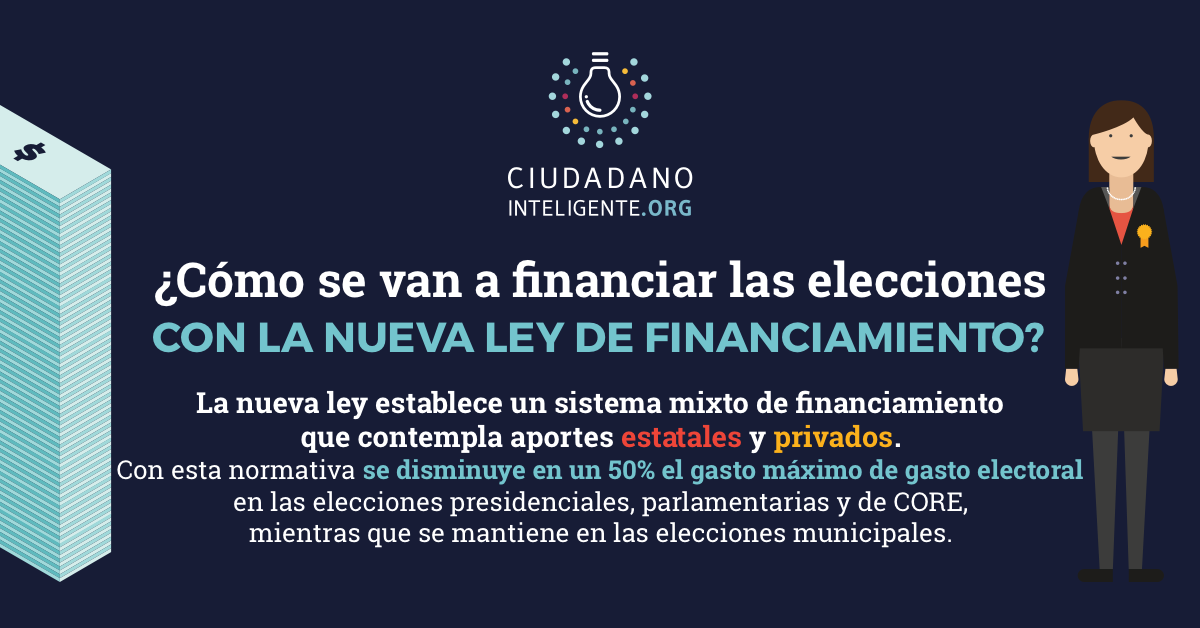 $
CIUDADANO
INTELIGENTE.ORG
¿Cómo se van a financiar las elecciones
CON LA NUEVA LEY DE FINANCIAMIENTO?
La nueva ley establece un sistema mixto de financiamiento
que contempla aportes estatales y privados.
Con esta normativa se disminuye en un 50% el gasto máximo de gasto electoral
en las elecciones presidenciales, parlamentarias y de CORE,
mientras que se mantiene en las elecciones municipales.